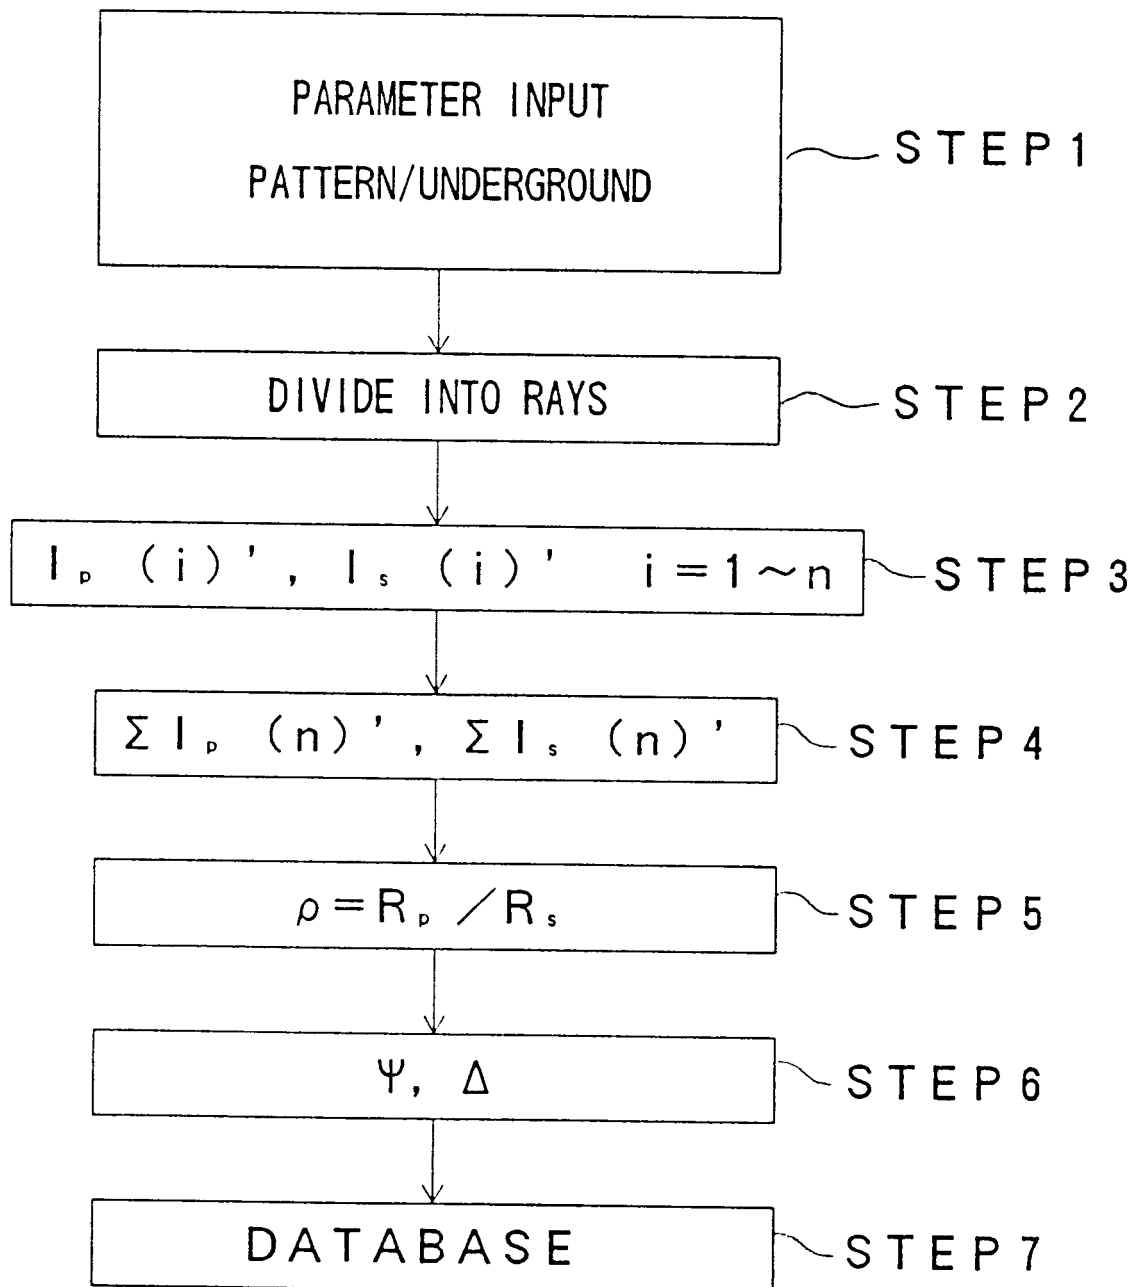 PARAMETER INPUT
PATTERN/UNDERGROUND
STEP1
DIVIDE INTO RAYS
STEP2
Iₚ (i)', Iₛ (i)' i=1~n
STEP3
ΣIₚ (n)', ΣIₛ (n)'
STEP4
ρ=Rₚ/Rₛ
STEP5
Ψ, Δ
STEP6
DATABASE
STEP7